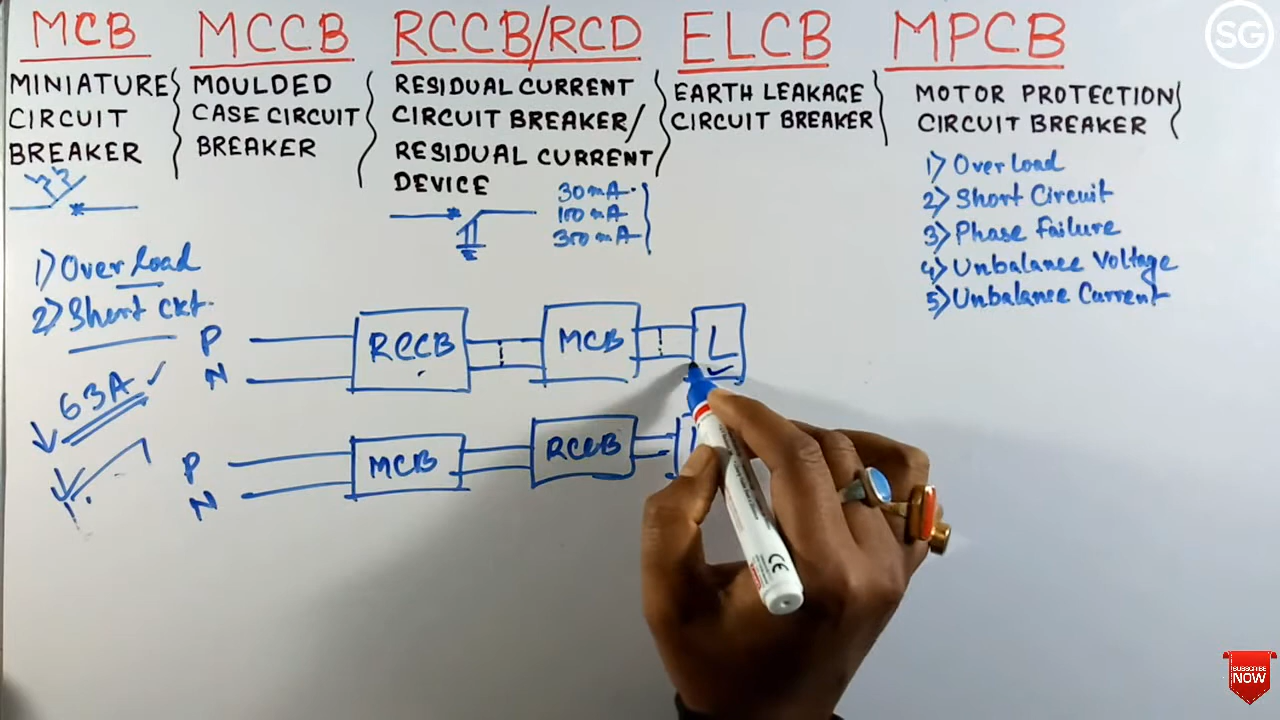 MCB
MINIATURE
CIRCUIT
BREAKER
1) Over load
2) Short ckt.
63A
MCCB
MOULDED
CASE CIRCUIT
BREAKER
RCCB/RCD
RESIDUAL CURRENT
CIRCUIT BREAKER/
RESIDUAL CURRENT
DEVICE
30mA
100mA
300mA
ELCB
EARTH LEAKAGE
CIRCUIT BREAKER
MPCB
MOTOR PROTECTION
CIRCUIT BREAKER
1) Over Load
2) Short Circuit
3) Phase Failure
4) Unbalance Voltage
5) Unbalance Current
P
N
RCCB
MCB
L
P
N
MCB
RCCB
CE
SG
SUBSCRIBE
NOW